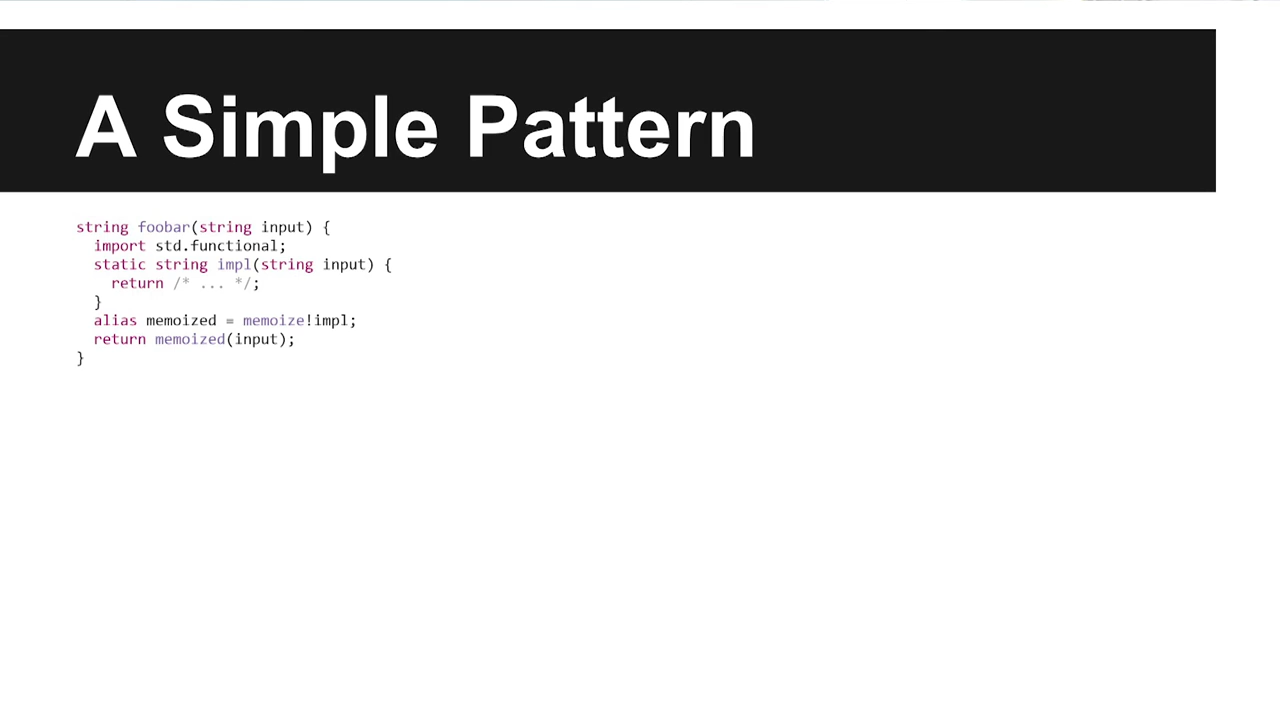 A Simple Pattern
string foobar(string input) {
  import std.functional;
  static string impl(string input) {
    return /* ... */;
  }
  alias memoized = memoize!impl;
  return memoized(input);
}